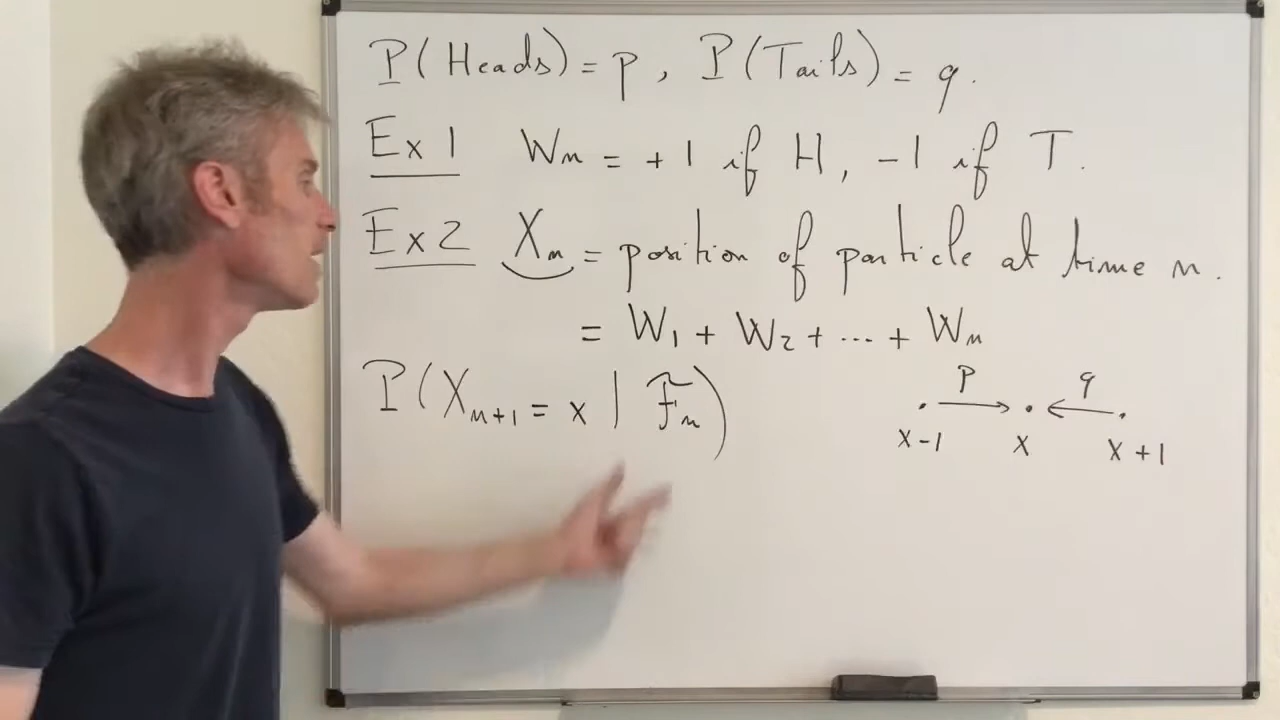 P(Heads) = p, P(Tails) = q.
Ex 1 Wn = +1 if H, -1 if T.
Ex 2 Xn = position of particle at time n.
= W1 + W2 + ... + Wn
P(Xn+1 = x | Fn)
p q
x-1 x x+1